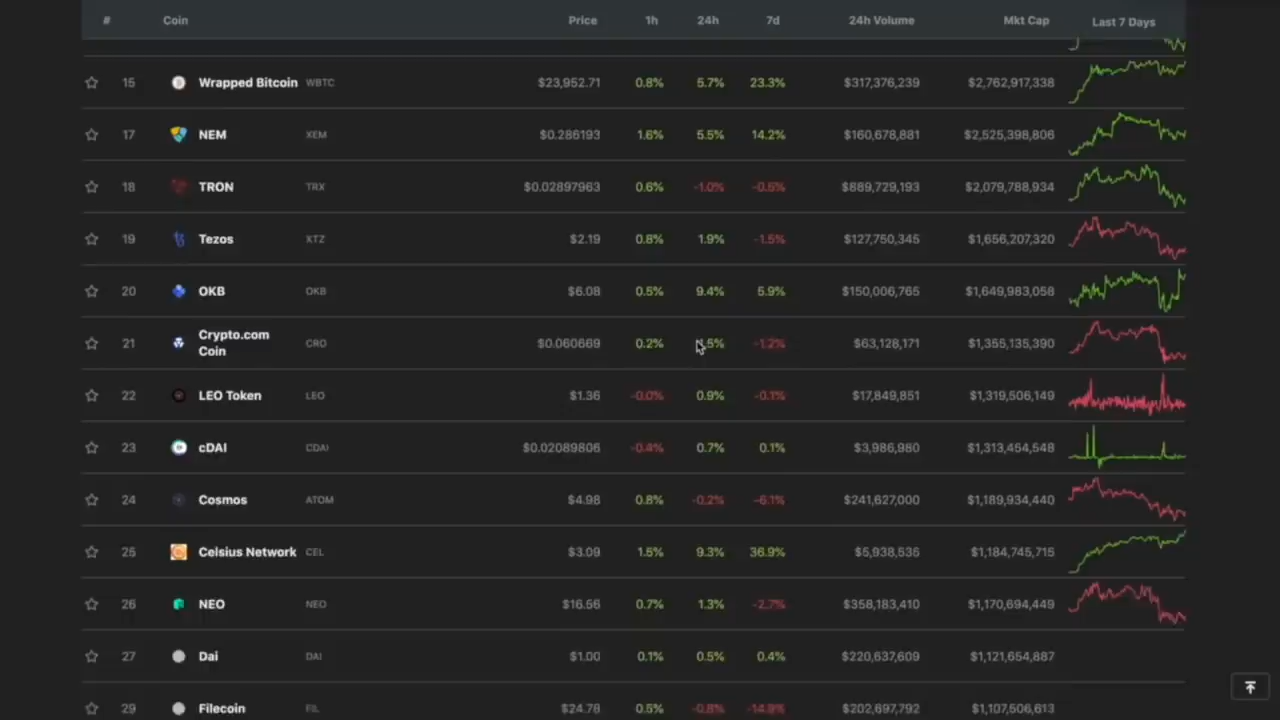 # Coin Price 1h 24h 7d 24h Volume Mkt Cap Last 7 Days
15 Wrapped Bitcoin WBTC $23,952.71 0.8% 5.7% 23.3% $317,376,239 $2,762,917,338
17 NEM XEM $0.286193 1.6% 5.5% 14.2% $160,678,881 $2,525,398,806
18 TRON TRX $0.02897963 0.6% -1.0% -0.6% $889,729,193 $2,079,788,934
19 Tezos XTZ $2.19 0.8% 1.9% -1.5% $127,750,345 $1,656,207,320
20 OKB OKB $6.08 0.5% 9.4% 5.9% $150,006,765 $1,649,983,058
21 Crypto.com Coin CRO $0.060669 0.2% -1.2% $63,128,171 $1,355,135,390
22 LEO Token LEO $1.36 -0.0% 0.9% -0.1% $17,849,851 $1,319,506,149
23 cDAI CDAI $0.02089806 -0.4% 0.7% 0.1% $3,986,980 $1,313,454,548
24 Cosmos ATOM $4.98 0.8% -0.2% -6.1% $241,627,000 $1,189,934,440
25 Celsius Network CEL $3.09 1.5% 9.3% 36.9% $5,938,536 $1,184,745,715
26 NEO NEO $16.56 0.7% 1.3% -2.7% $358,183,410 $1,170,694,449
27 Dai DAI $1.00 0.1% 0.5% 0.4% $220,637,609 $1,121,654,887
29 Filecoin FIL $24.78 0.5% -0.8% -14.9% $202,697,792 $1,107,506,613